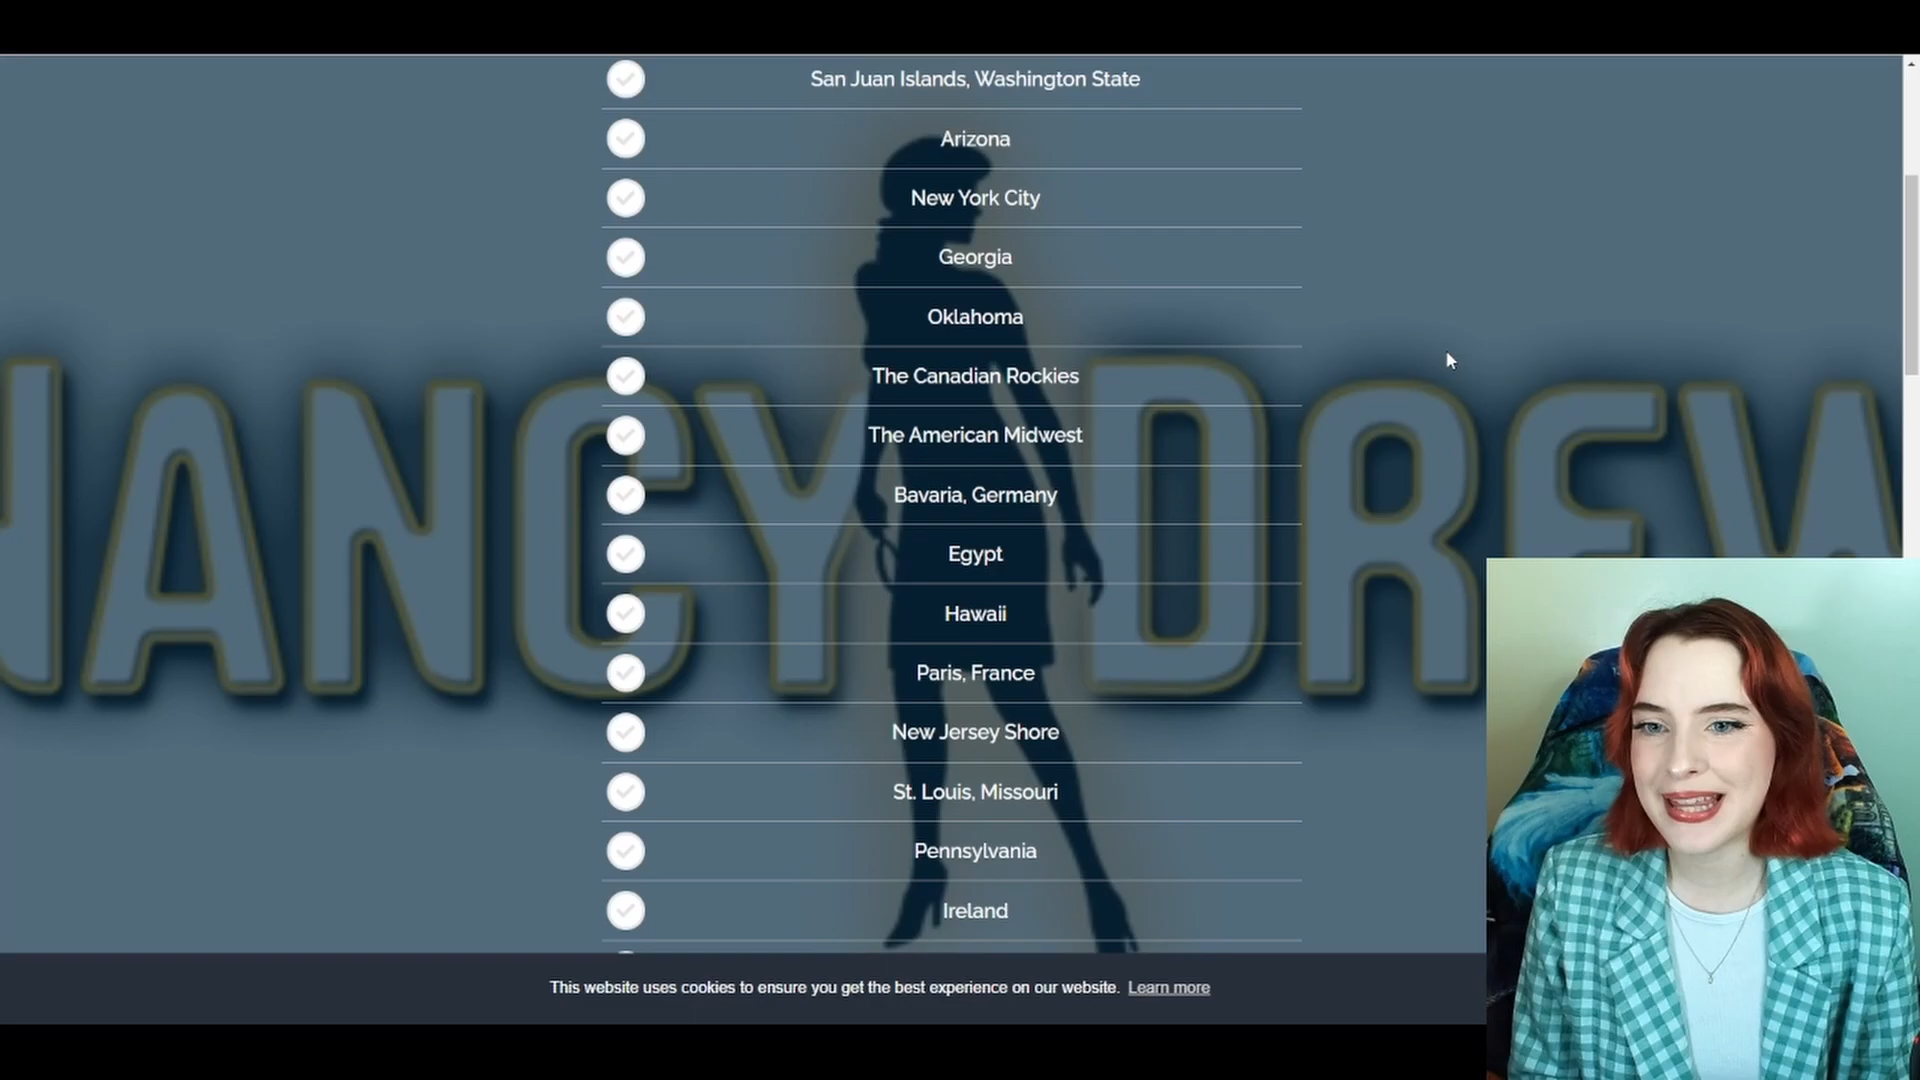 San Juan Islands, Washington State
Arizona
New York City
Georgia
Oklahoma
The Canadian Rockies
The American Midwest
NANCY DREW
Bavaria, Germany
Egypt
Hawaii
Paris, France
New Jersey Shore
St. Louis, Missouri
Pennsylvania
Ireland
This website uses cookies to ensure you get the best experience on our website. Learn more